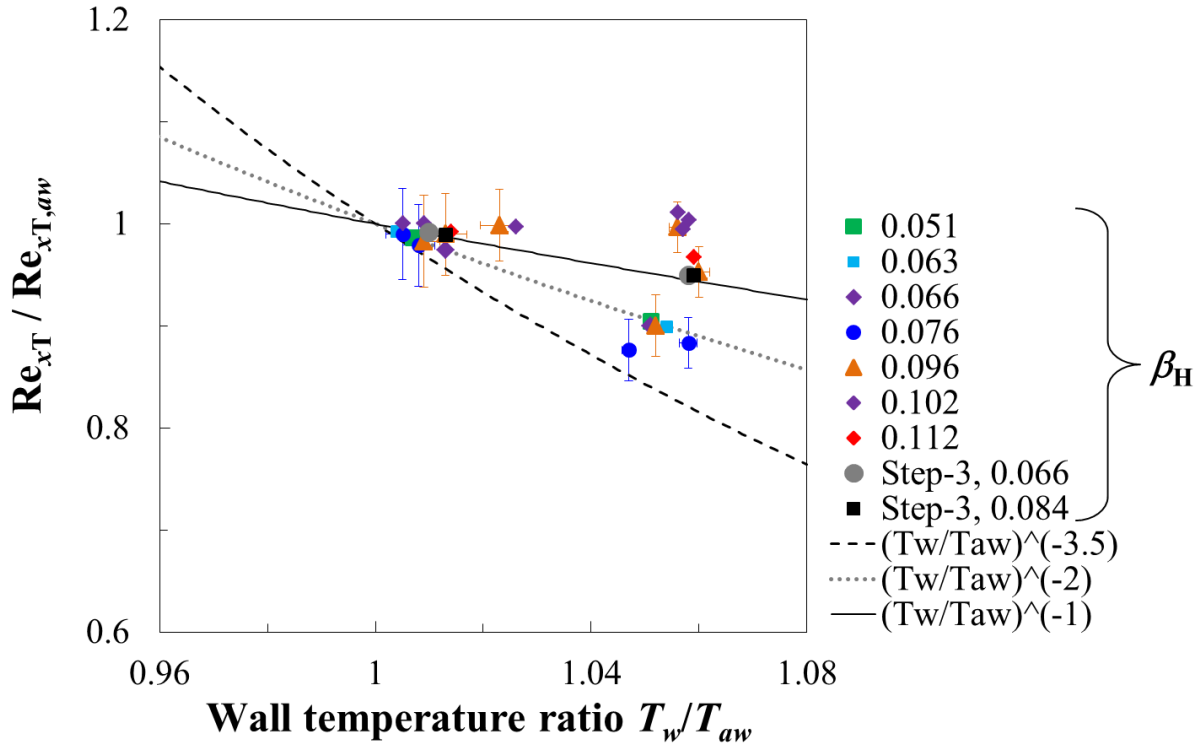 1.2
1
0.8
0.6
0.96
1
1.04
1.08
Re_xT / Re_xT,aw
Wall temperature ratio T_w/T_aw
0.051
0.063
0.066
0.076
0.096
0.102
0.112
Step-3, 0.066
Step-3, 0.084
(Tw/Taw)^(-3.5)
(Tw/Taw)^(-2)
(Tw/Taw)^(-1)
β_H